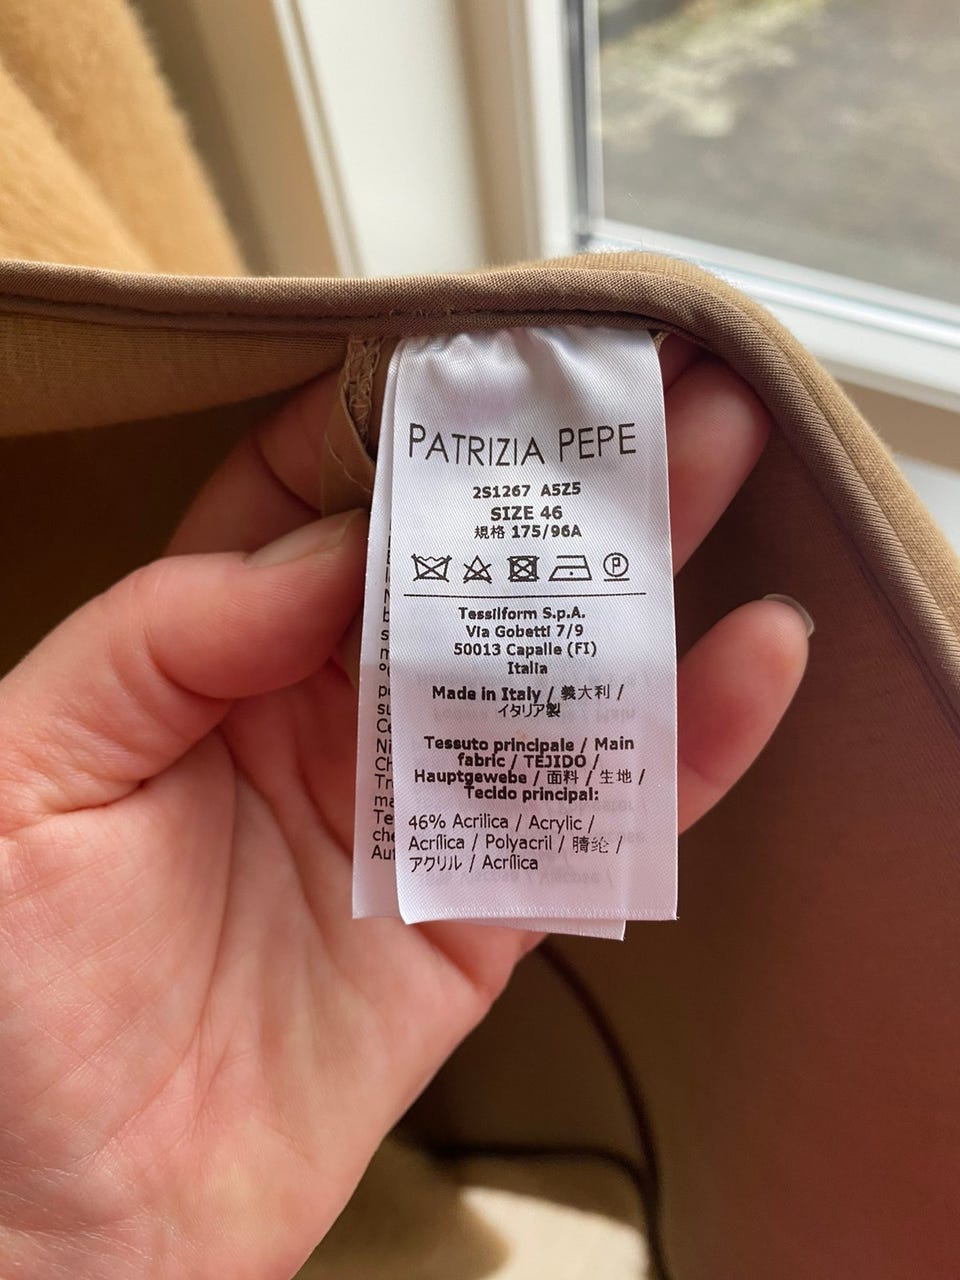 PATRIZIA PEPE
2S1267 A5Z5
SIZE 46
規格 175/96A
P
Tessilform S.p.A.
Via Gobetti 7/9
50013 Capalle (FI)
Italia
Made in Italy / 義大利 /
イタリア製
Tessuto principale / Main
fabric / TEJIDO /
Hauptgewebe / 面料 / 生地 /
Tecido principal:
46% Acrilica / Acrylic /
Acrílica / Polyacril / 腈纶 /
アクリル / Acrílica